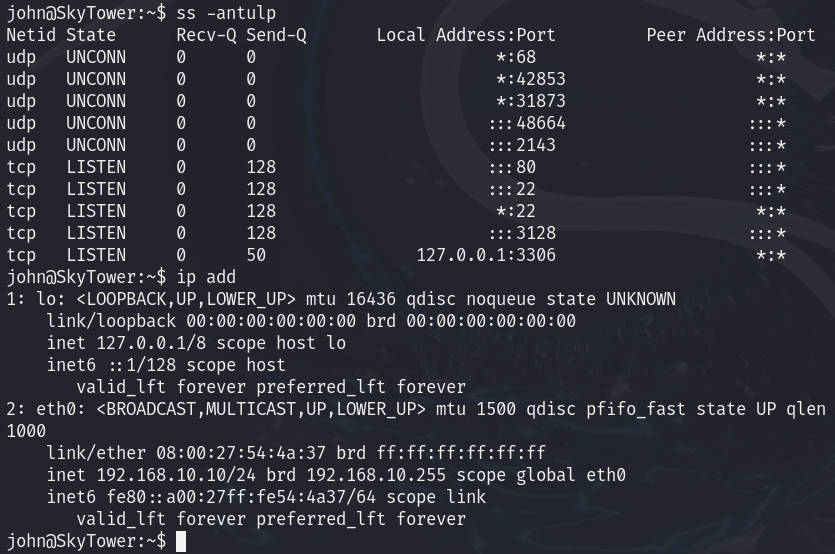 john@SkyTower:~$ ss -antulp
Netid State Recv-Q Send-Q Local Address:Port Peer Address:Port
udp UNCONN 0 0 *:68 *:*
udp UNCONN 0 0 *:42853 *:*
udp UNCONN 0 0 *:31873 *:*
udp UNCONN 0 0 :::48664 :::*
udp UNCONN 0 0 :::2143 :::*
tcp LISTEN 0 128 :::80 :::*
tcp LISTEN 0 128 :::22 :::*
tcp LISTEN 0 128 *:22 *:*
tcp LISTEN 0 128 :::3128 :::*
tcp LISTEN 0 50 127.0.0.1:3306 *:*
john@SkyTower:~$ ip add
1: lo: <LOOPBACK,UP,LOWER_UP> mtu 16436 qdisc noqueue state UNKNOWN
link/loopback 00:00:00:00:00:00 brd 00:00:00:00:00:00
inet 127.0.0.1/8 scope host lo
inet6 ::1/128 scope host
valid_lft forever preferred_lft forever
2: eth0: <BROADCAST,MULTICAST,UP,LOWER_UP> mtu 1500 qdisc pfifo_fast state UP qlen
1000
link/ether 08:00:27:54:4a:37 brd ff:ff:ff:ff:ff:ff
inet 192.168.10.10/24 brd 192.168.10.255 scope global eth0
inet6 fe80::a00:27ff:fe54:4a37/64 scope link
valid_lft forever preferred_lft forever
john@SkyTower:~$